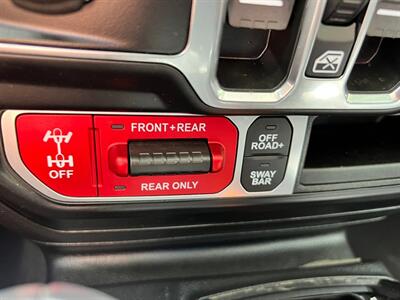 FRONT+REAR
OFF
REAR ONLY
OFF
ROAD+
SWAY
BAR